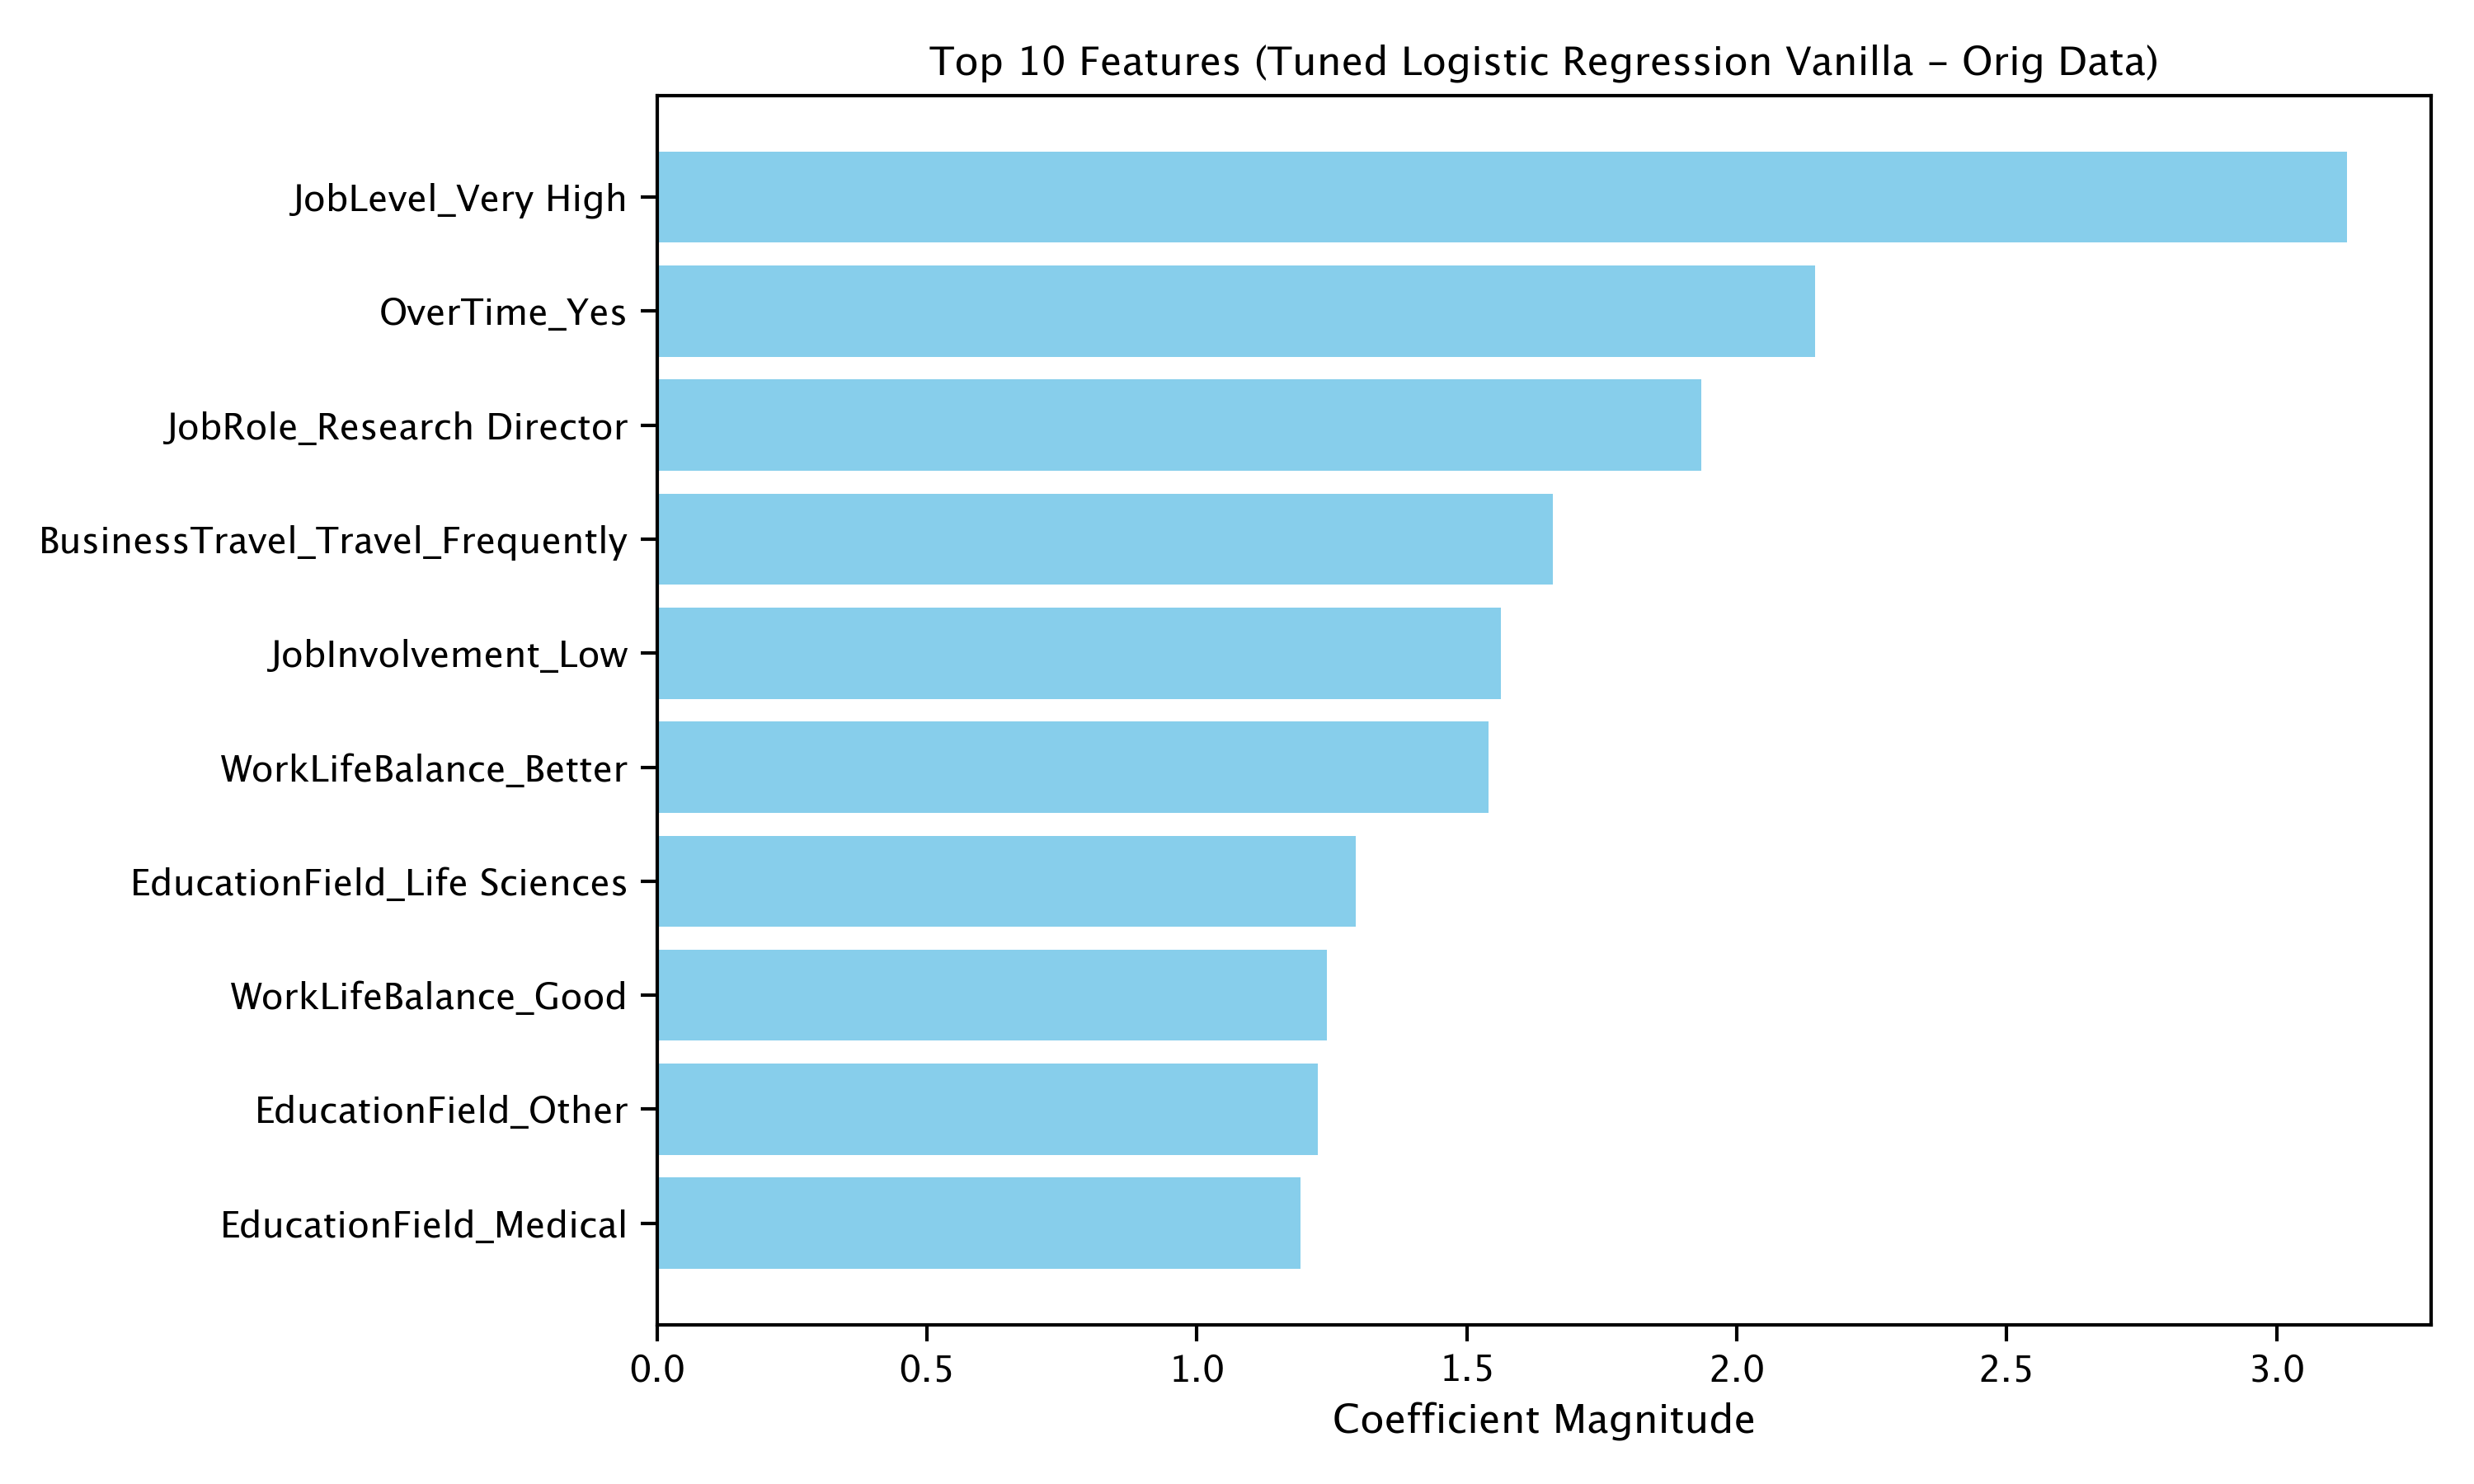 Top 10 Features (Tuned Logistic Regression Vanilla – Orig Data)
JobLevel_Very High
OverTime_Yes
JobRole_Research Director
BusinessTravel_Travel_Frequently
JobInvolvement_Low
WorkLifeBalance_Better
EducationField_Life Sciences
WorkLifeBalance_Good
EducationField_Other
EducationField_Medical
0.0 0.5 1.0 1.5 2.0 2.5 3.0
Coefficient Magnitude